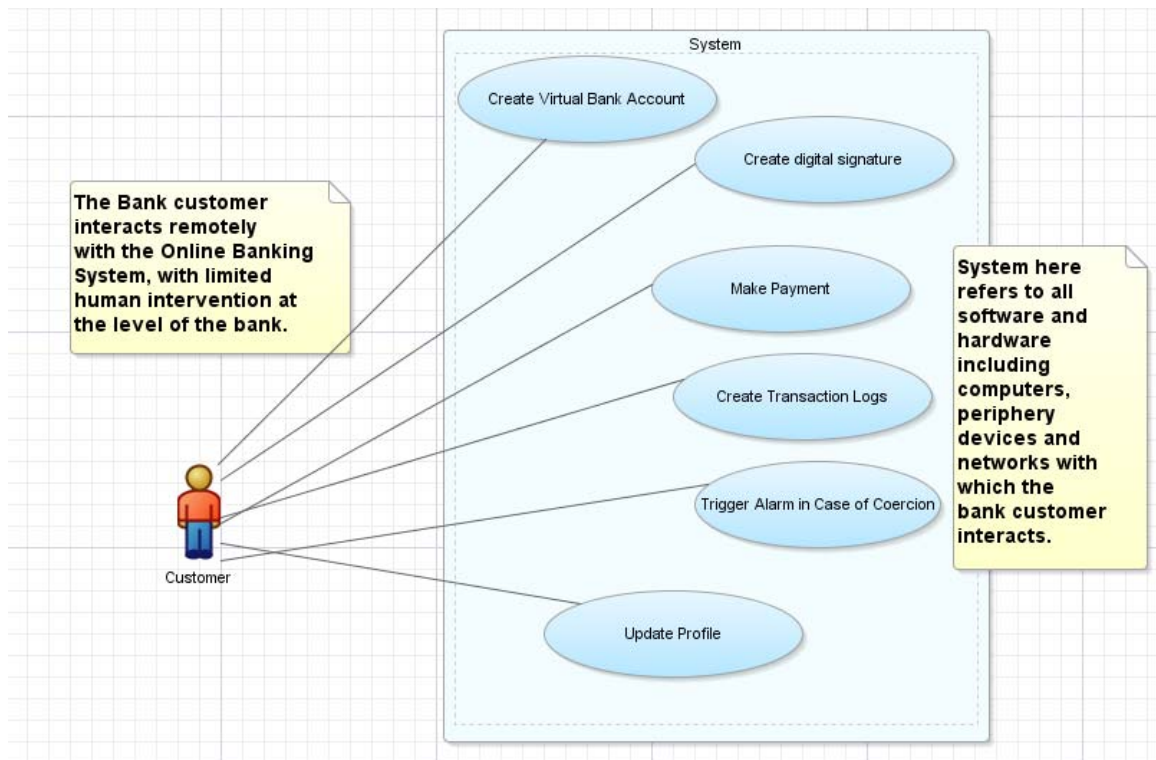 System
Create Virtual Bank Account
Create digital signature
The Bank customer
interacts remotely
with the Online Banking
System, with limited
human intervention at
the level of the bank.
Make Payment
System here
refers to all
software and
hardware
including
computers,
periphery
devices and
networks with
which the
bank customer
interacts.
Create Transaction Logs
Trigger Alarm in Case of Coercion
Customer
Update Profile